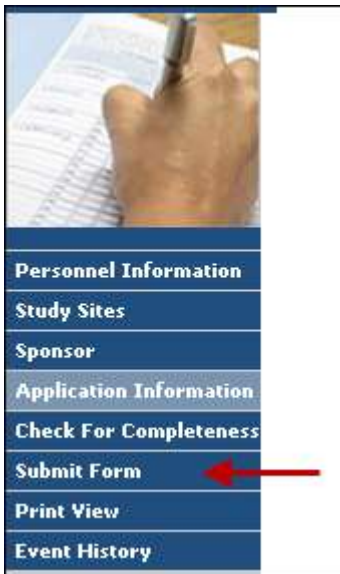 Personnel Information
Study Sites
Sponsor
Application Information
Check For Completeness
Submit Form
Print View
Event History